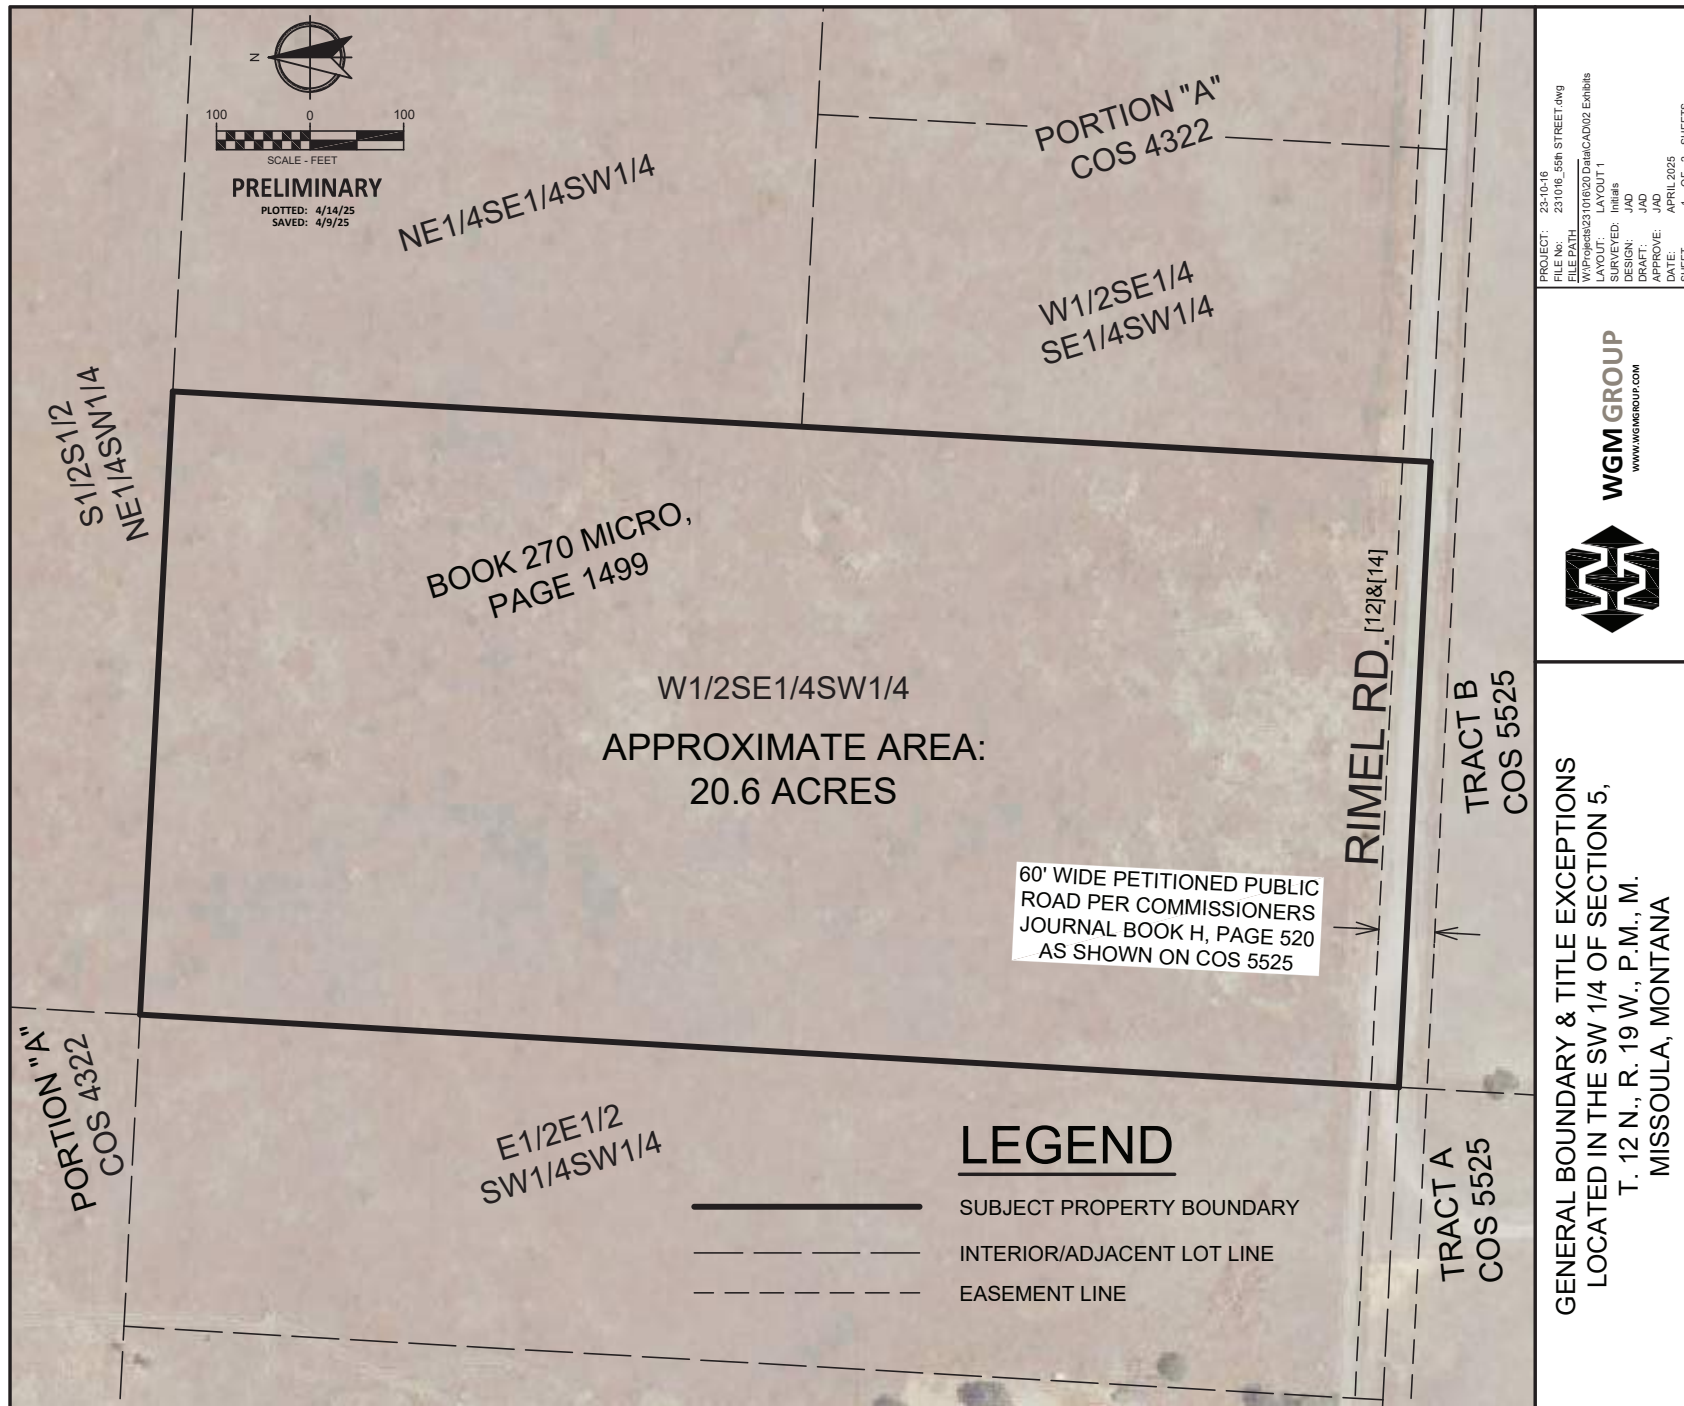 N
100 0 100
SCALE - FEET
PRELIMINARY
PLOTTED: 4/14/25
SAVED: 4/9/25
NE1/4SE1/4SW1/4
PORTION "A"
COS 4322
W1/2SE1/4
SE1/4SW1/4
S1/2S1/2
NE1/4SW1/4
BOOK 270 MICRO,
PAGE 1499
W1/2SE1/4SW1/4
APPROXIMATE AREA:
20.6 ACRES
RIMEL RD. [12]&[14]
60' WIDE PETITIONED PUBLIC
ROAD PER COMMISSIONERS
JOURNAL BOOK H, PAGE 520
AS SHOWN ON COS 5525
TRACT B
COS 5525
PORTION "A"
COS 4322
E1/2E1/2
SW1/4SW1/4
TRACT A
COS 5525
LEGEND
SUBJECT PROPERTY BOUNDARY
INTERIOR/ADJACENT LOT LINE
EASEMENT LINE
PROJECT: 23-10-16
FILE No: 231016_55th STREET.dwg
FILE PATH
W:\Projects\231016\20 Data\CAD\02 Exhibits
LAYOUT: LAYOUT 1
SURVEYED: Initials
DESIGN: JAD
DRAFT: JAD
APPROVE: JAD
DATE: APRIL 2025
WGM GROUP
WWW.WGMGROUP.COM
GENERAL BOUNDARY & TITLE EXCEPTIONS
LOCATED IN THE SW 1/4 OF SECTION 5,
T. 12 N., R. 19 W., P.M., M.
MISSOULA, MONTANA